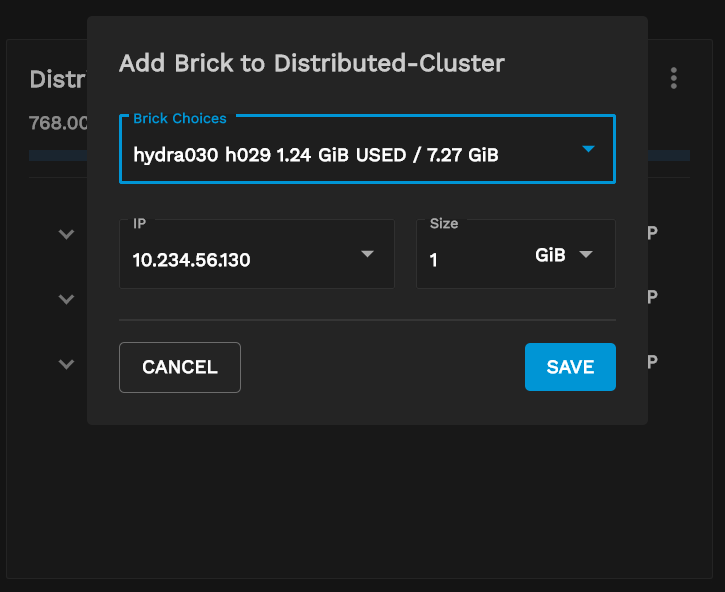 Add Brick to Distributed-Cluster
Distr
768.00
Brick Choices
hydra030 h029 1.24 GiB USED / 7.27 GiB
IP
10.234.56.130
Size
1 GiB
P
P
P
CANCEL
SAVE